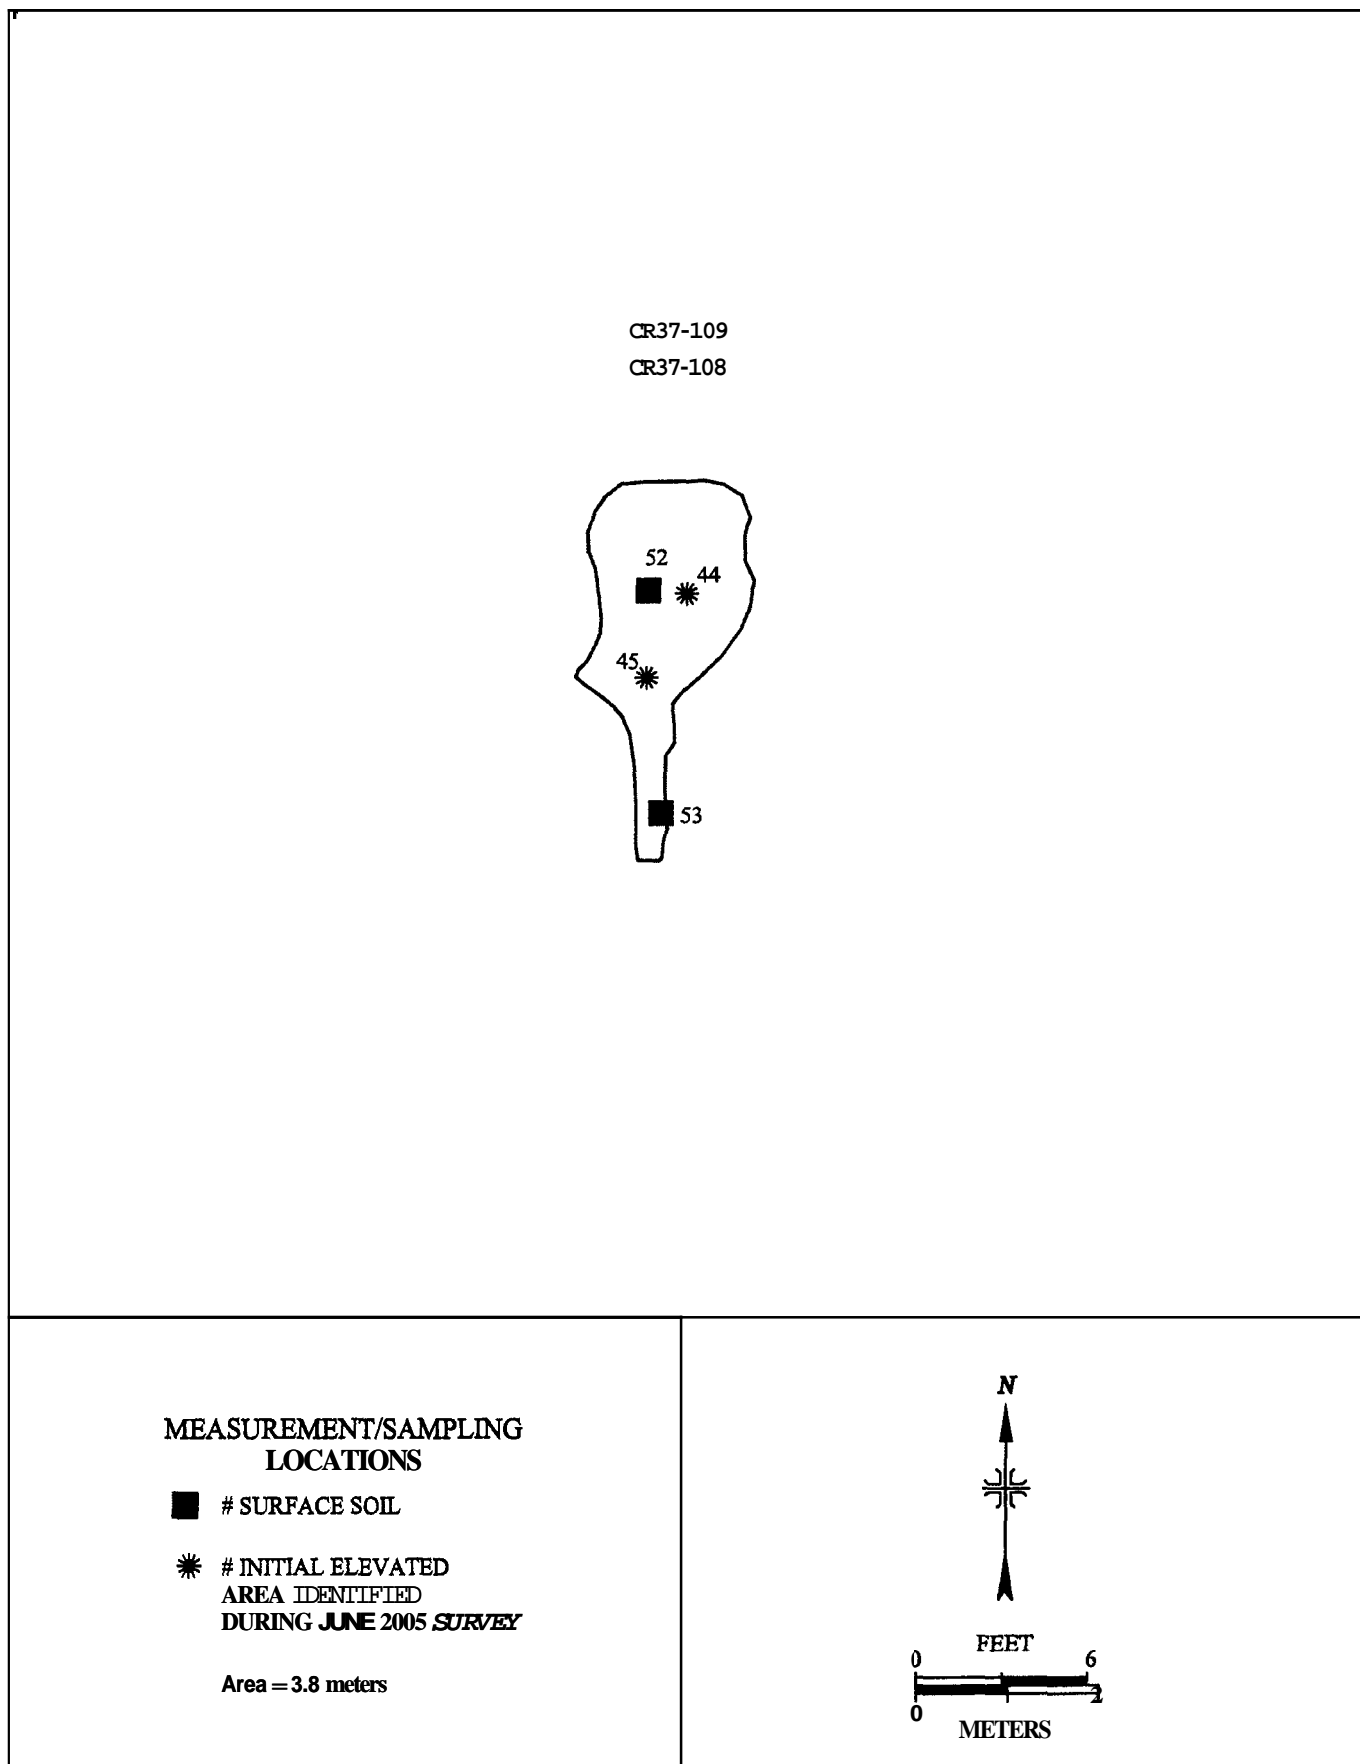 CR37-109
CR37-108
52
44
45
53
MEASUREMENT/SAMPLING
LOCATIONS
# SURFACE SOIL
# INITIAL ELEVATED
AREA IDENTIFIED
DURING JUNE 2005 SURVEY
Area = 3.8 meters
N
FEET
0 6
0 2
METERS